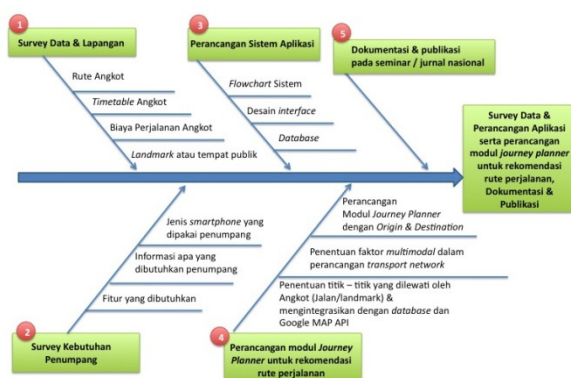 1
Survey Data & Lapangan
Rute Angkot
Timetable Angkot
Biaya Perjalanan Angkot
Landmark atau tempat publik
3
Perancangan Sistem Aplikasi
Flowchart Sistem
Desain interface
Database
5
Dokumentasi & publikasi
pada seminar / jurnal nasional
Survey Data &
Perancangan Aplikasi
serta perancangan
modul journey planner
untuk rekomendasi
rute perjalanan,
Dokumentasi &
Publikasi
Jenis smartphone yang
dipakai penumpang
Informasi apa yang
dibutuhkan penumpang
Fitur yang dibutuhkan
2
Survey Kebutuhan
Penumpang
Perancangan
Modul Journey Planner
dengan Origin & Destination
Penentuan faktor multimodal dalam
perancangan transport network
Penentuan titik – titik yang dilewati oleh
Angkot (Jalan/landmark) &
mengintegrasikan dengan database dan
Google MAP API
4
Perancangan modul Journey
Planner untuk rekomendasi
rute perjalanan